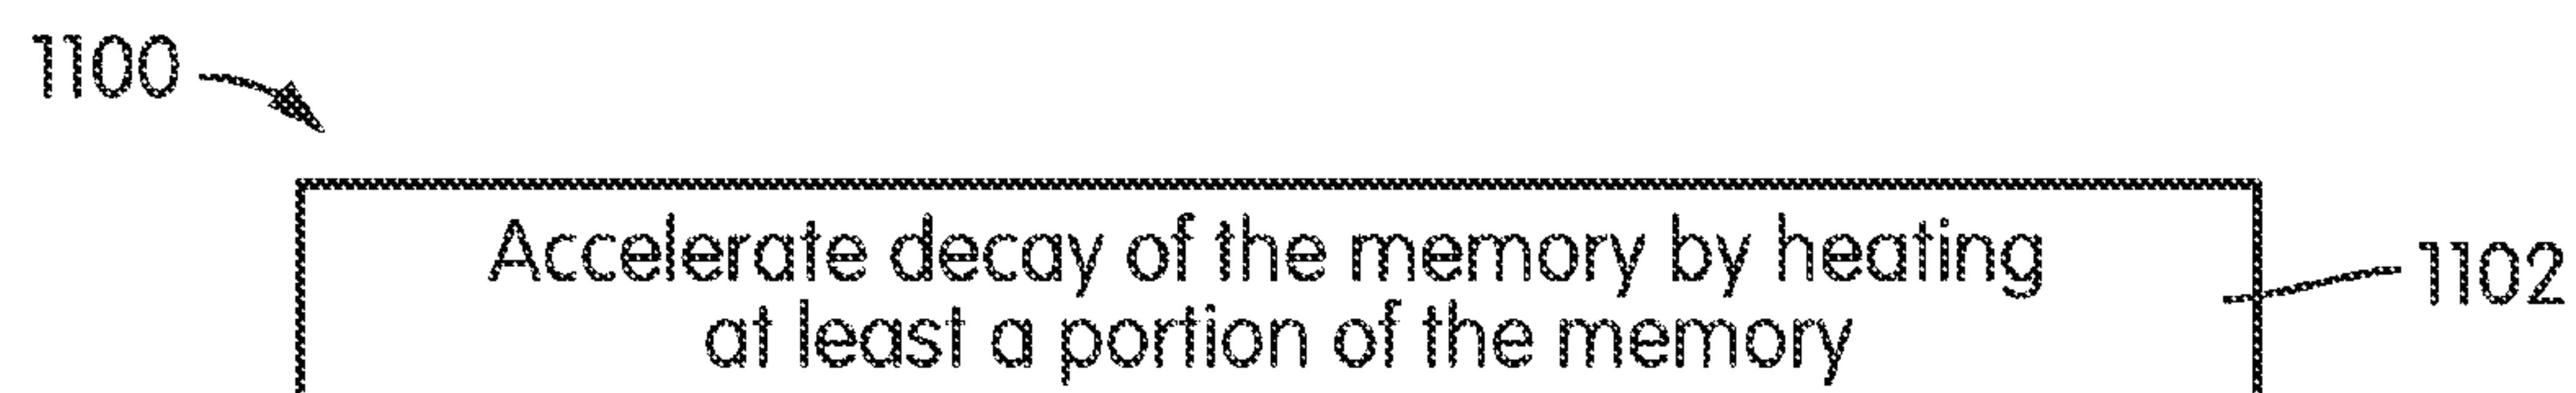 1100
Accelerate decay of the memory by heating
at least a portion of the memory
1102